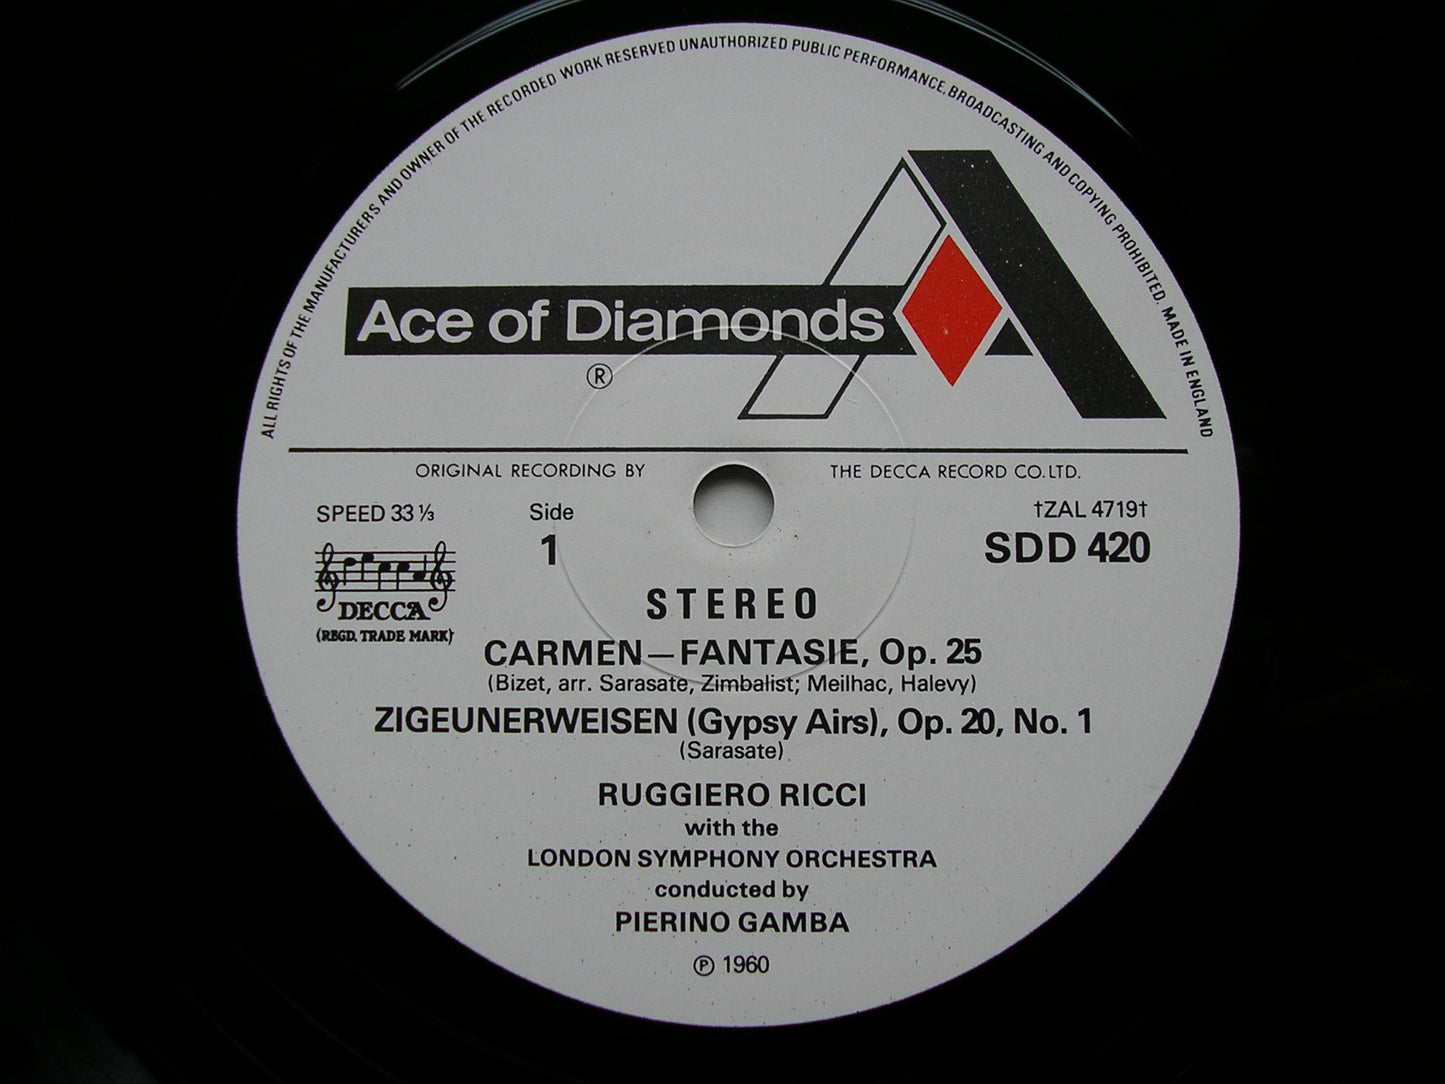 ALL RIGHTS OF THE MANUFACTURERS AND OWNER OF THE RECORDED WORK RESERVED UNAUTHORIZED PUBLIC PERFORMANCE, BROADCASTING AND COPYING PROHIBITED. MADE IN ENGLAND
Ace of Diamonds
®
ORIGINAL RECORDING BY THE DECCA RECORD CO. LTD.
SPEED 33 ⅓ Side †ZAL 4719†
1 SDD 420
DECCA
(REGD. TRADE MARK)
STEREO
CARMEN—FANTASIE, Op. 25
(Bizet, arr. Sarasate, Zimbalist; Meilhac, Halevy)
ZIGEUNERWEISEN (Gypsy Airs), Op. 20, No. 1
(Sarasate)
RUGGIERO RICCI
with the
LONDON SYMPHONY ORCHESTRA
conducted by
PIERINO GAMBA
℗ 1960